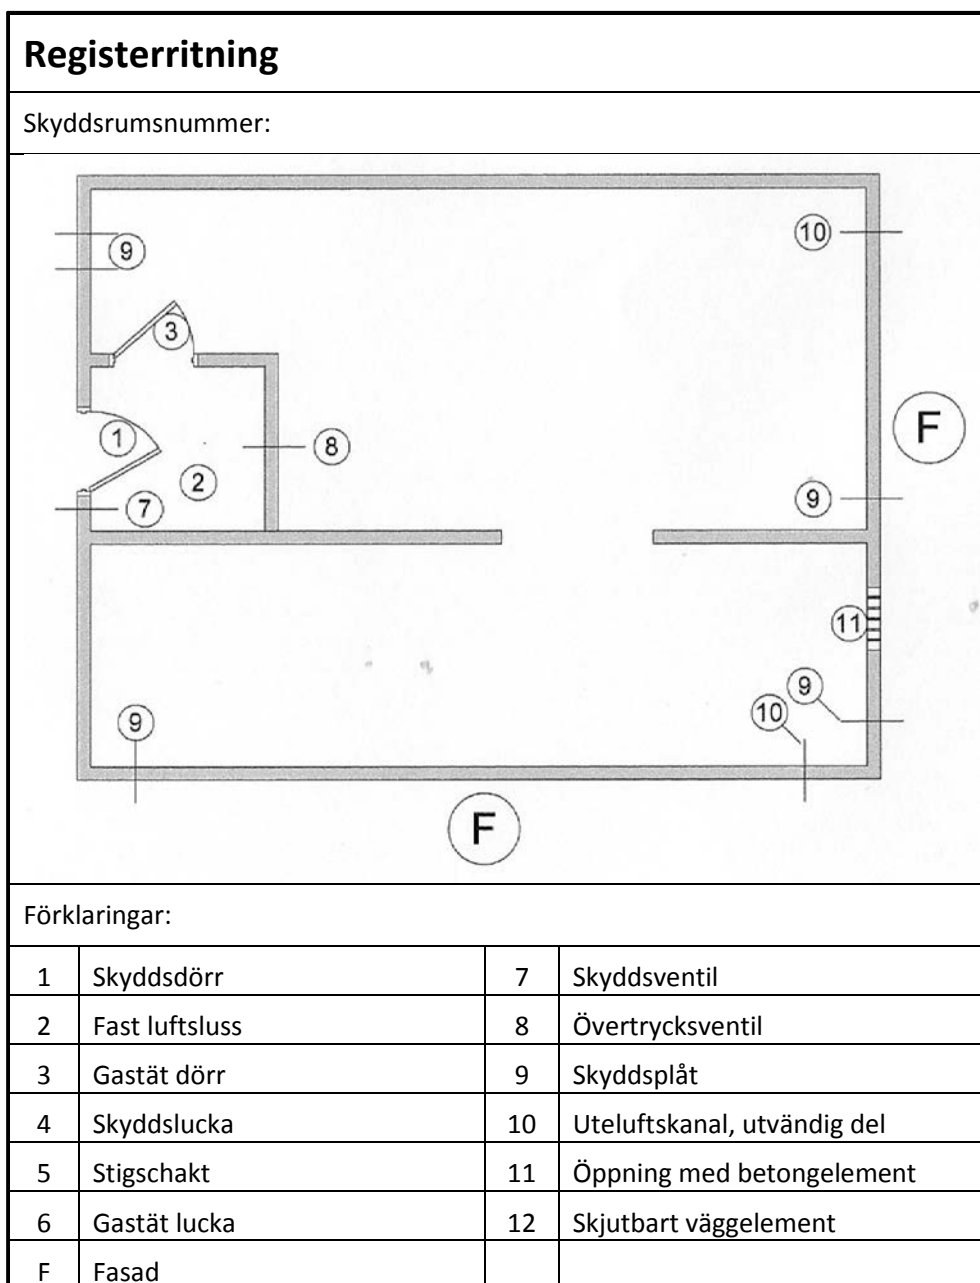 Registerritning
Skyddsrumsnummer:
9
10
3
1
8
F
2
9
7
11
9
10
9
F
Förklaringar:
1 Skyddsdörr 7 Skyddsventil
2 Fast luftsluss 8 Övertrycksventil
3 Gastät dörr 9 Skyddsplåt
4 Skyddslucka 10 Uteluftskanal, utvändig del
5 Stigschakt 11 Öppning med betongelement
6 Gastät lucka 12 Skjutbart väggelement
F Fasad